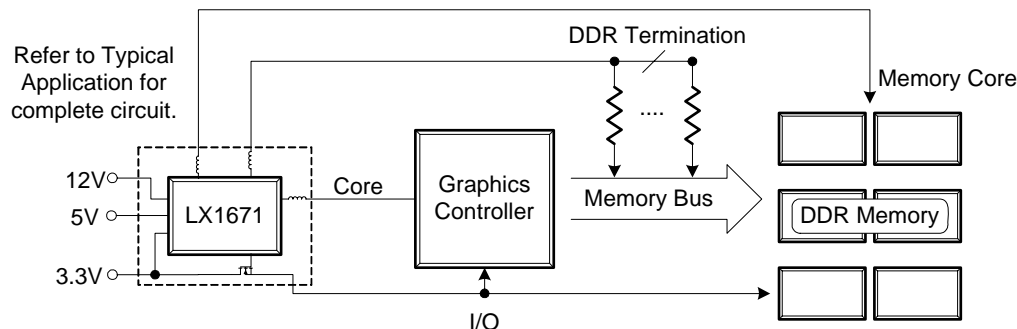 DDR Termination
Refer to Typical
Application for
complete circuit.
Memory Core
....
12V
5V
3.3V
LX1671
Core
Graphics
Controller
Memory Bus
DDR Memory
I/O